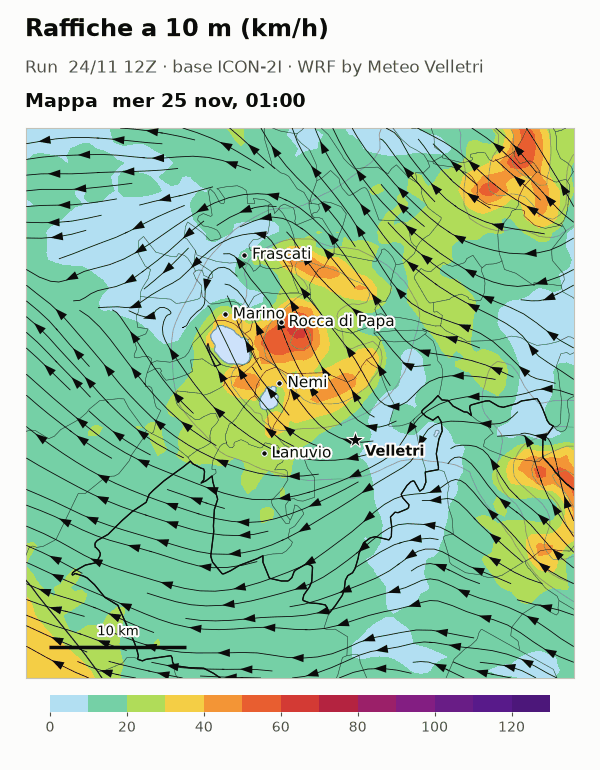 Raffiche a 10 m (km/h)
Run 24/11 12Z · base ICON-2I · WRF by Meteo Velletri
Mappa mer 25 nov, 01:00
Frascati
Marino
Rocca di Papa
Nemi
Lanuvio
Velletri
10 km
0 20 40 60 80 100 120